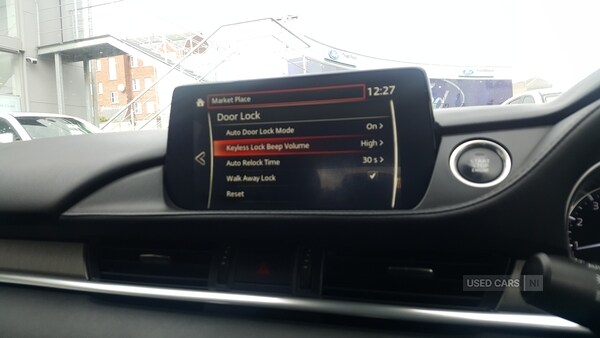 Market Place 12:27
Door Lock
Auto Door Lock Mode On
Keyless Lock Beep Volume High
Auto Relock Time 30 s
Walk Away Lock
Reset
USED CARS NI